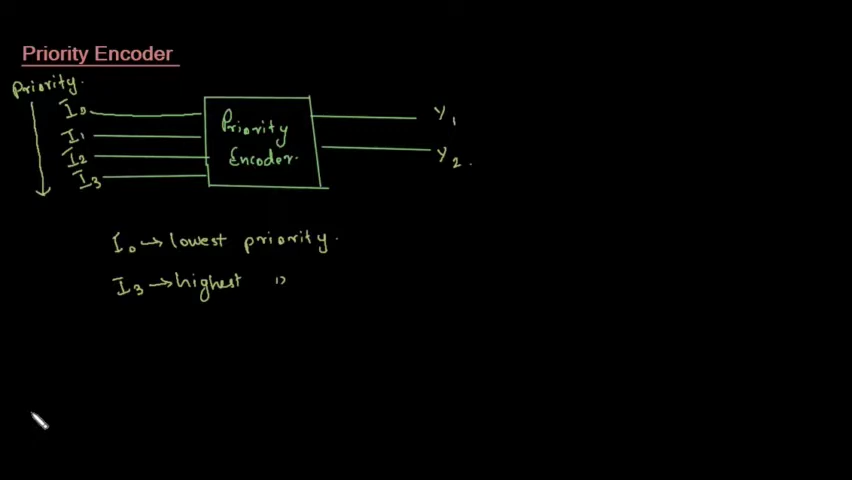 Priority Encoder
Priority.
I0
I1
I2
I3
Priority
Encoder.
Y1
Y2.
I0 → lowest priority.
I3 → highest "